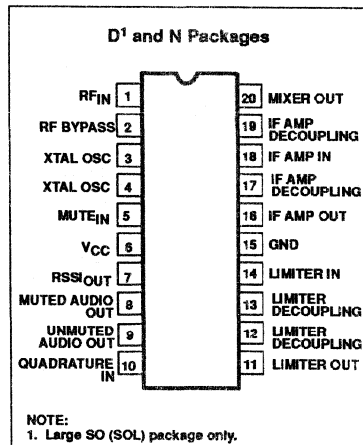 D1 and N Packages
RFIN 1
RF BYPASS 2
XTAL OSC 3
XTAL OSC 4
MUTEIN 5
VCC 6
RSSIOUT 7
MUTED AUDIO OUT 8
UNMUTED AUDIO OUT 9
QUADRATURE IN 10
20 MIXER OUT
19 IF AMP DECOUPLING
18 IF AMP IN
17 IF AMP DECOUPLING
16 IF AMP OUT
15 GND
14 LIMITER IN
13 LIMITER DECOUPLING
12 LIMITER DECOUPLING
11 LIMITER OUT
NOTE:
1. Large SO (SOL) package only.